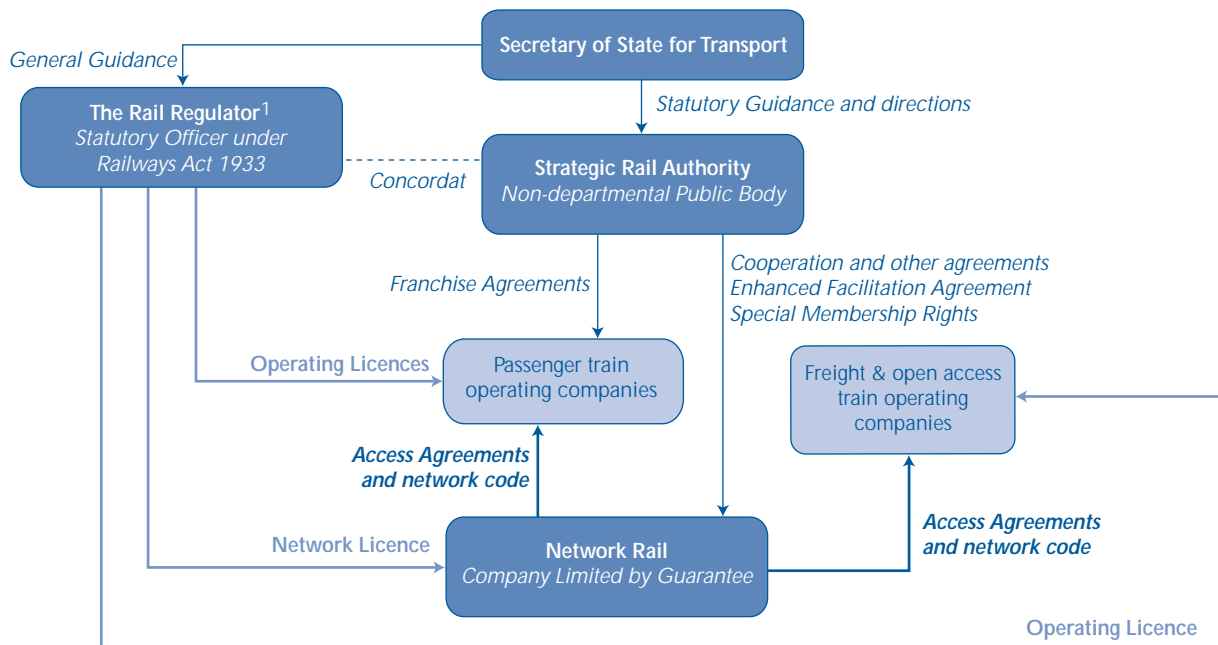 Secretary of State for Transport
General Guidance
The Rail Regulator1
Statutory Officer under
Railways Act 1933
Statutory Guidance and directions
Concordat
Strategic Rail Authority
Non-departmental Public Body
Franchise Agreements
Cooperation and other agreements
Enhanced Facilitation Agreement
Special Membership Rights
Operating Licences
Passenger train
operating companies
Freight & open access
train operating
companies
Access Agreements
and network code
Network Licence
Network Rail
Company Limited by Guarantee
Access Agreements
and network code
Operating Licence